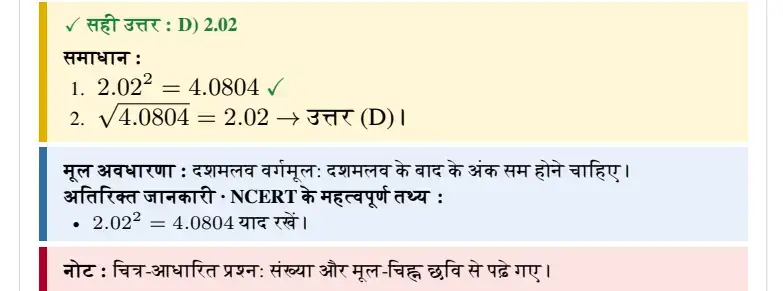 ✓ सही उत्तर : D) 2.02
समाधान :
1. 2.02² = 4.0804 ✓
2. √4.0804 = 2.02 → उत्तर (D)।
मूल अवधारणा : दशमलव वर्गमूल: दशमलव के बाद के अंक सम होने चाहिए।
अतिरिक्त जानकारी · NCERT के महत्वपूर्ण तथ्य :
• 2.02² = 4.0804 याद रखें।
नोट : चित्र-आधारित प्रश्न: संख्या और मूल-चिह्न छवि से पढ़े गए।